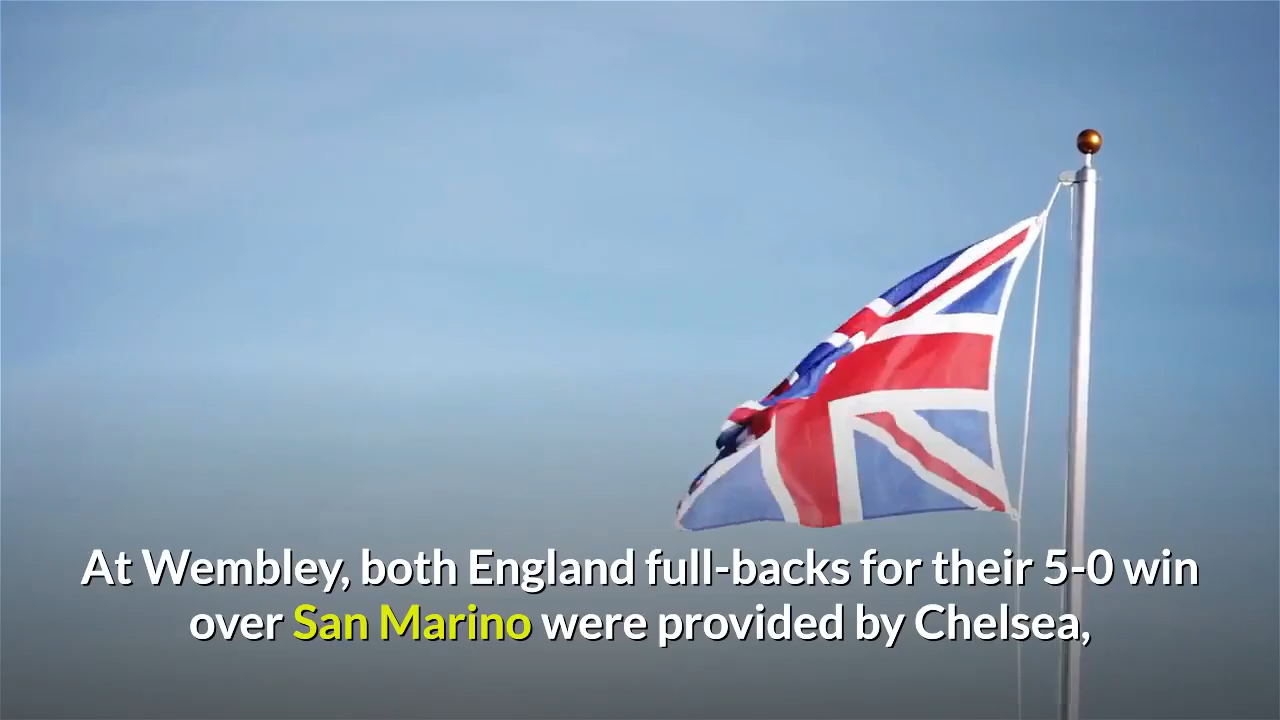 At Wembley, both England full-backs for their 5-0 win
over San Marino were provided by Chelsea,